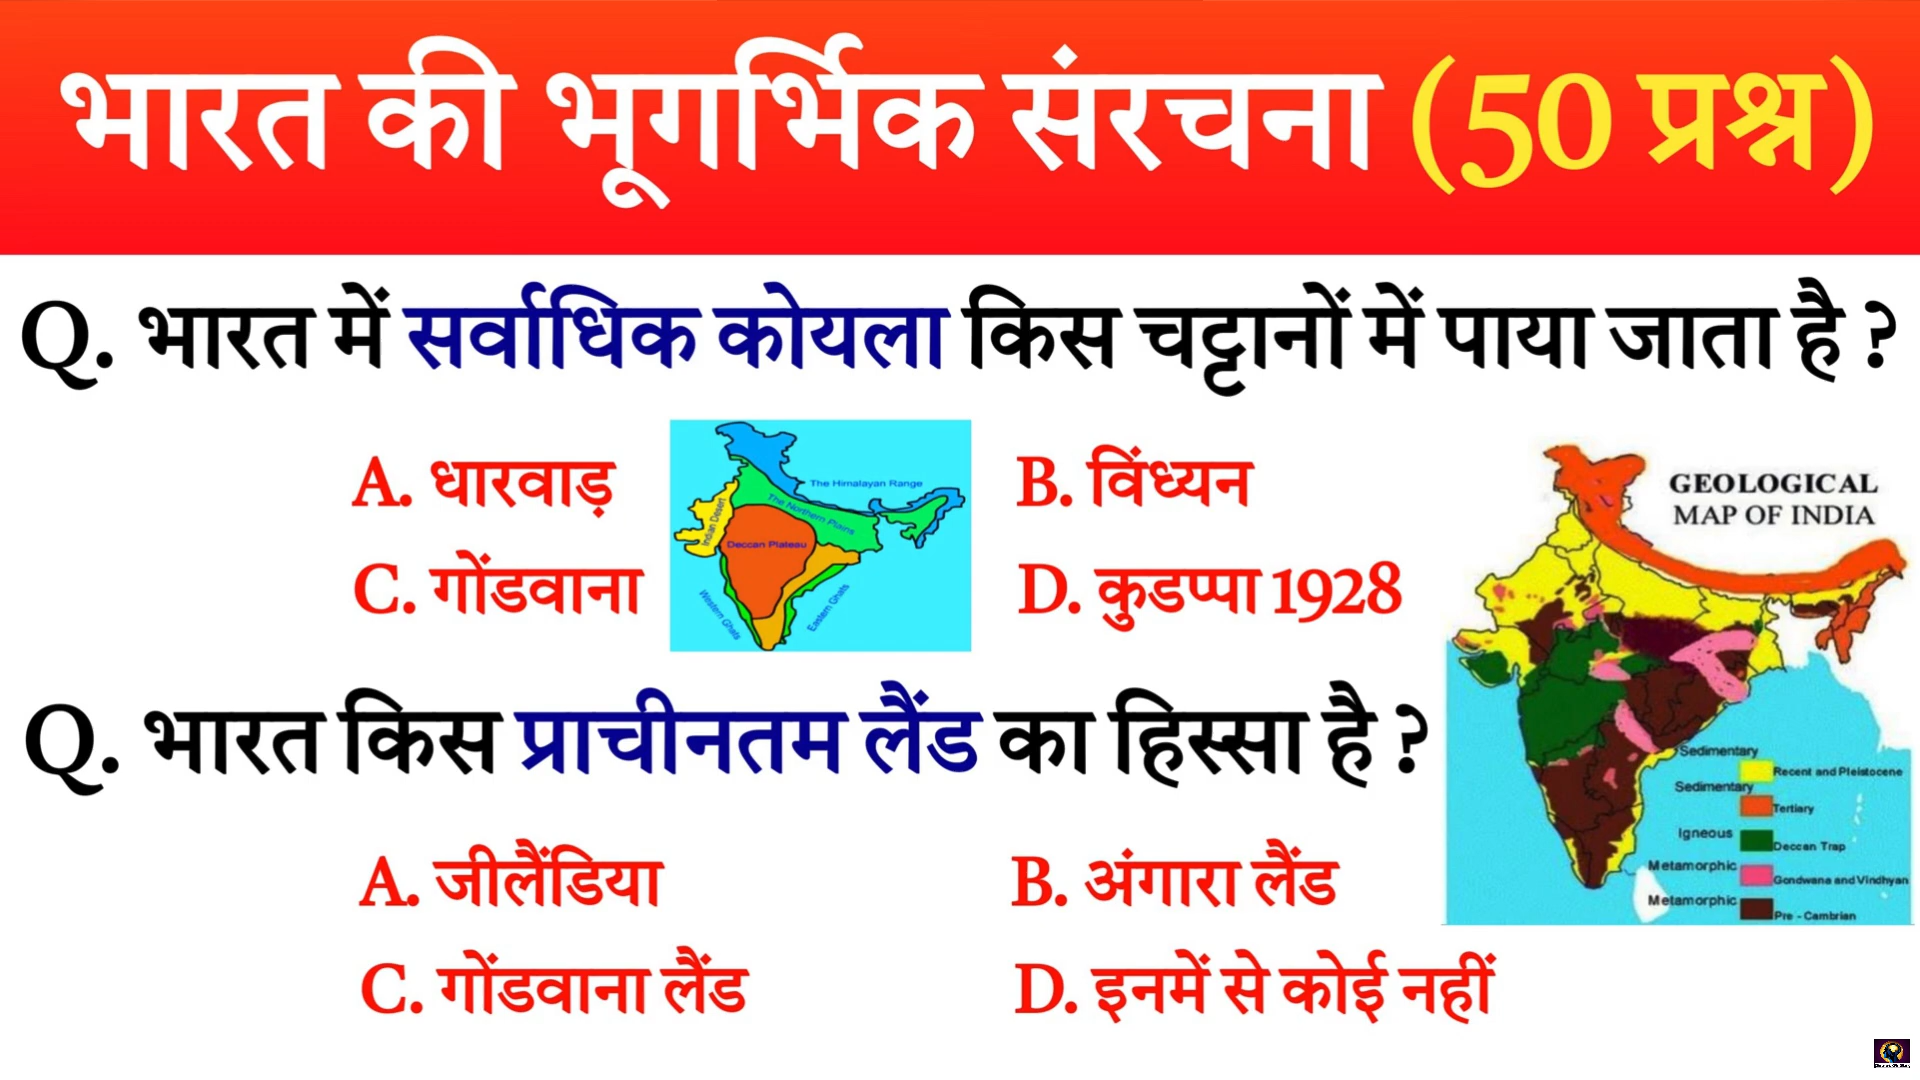 भारत की भूगर्भिक संरचना (50 प्रश्न)
Q. भारत में सर्वाधिक कोयला किस चट्टानों में पाया जाता है ?
A. धारवाड़
B. विंध्यन
C. गोंडवाना
D. कुडप्पा 1928
The Himalayan Range
The Northern Plains
Indian Desert
Deccan Plateau
Western Ghats
Eastern Ghats
GEOLOGICAL
MAP OF INDIA
Sedimentary
Recent and Pleistocene
Sedimentary
Tertiary
Igneous
Deccan Trap
Metamorphic
Gondwana and Vindhyan
Metamorphic
Pre - Cambrian
Q. भारत किस प्राचीनतम लैंड का हिस्सा है ?
A. जीलैंडिया
B. अंगारा लैंड
C. गोंडवाना लैंड
D. इनमें से कोई नहीं